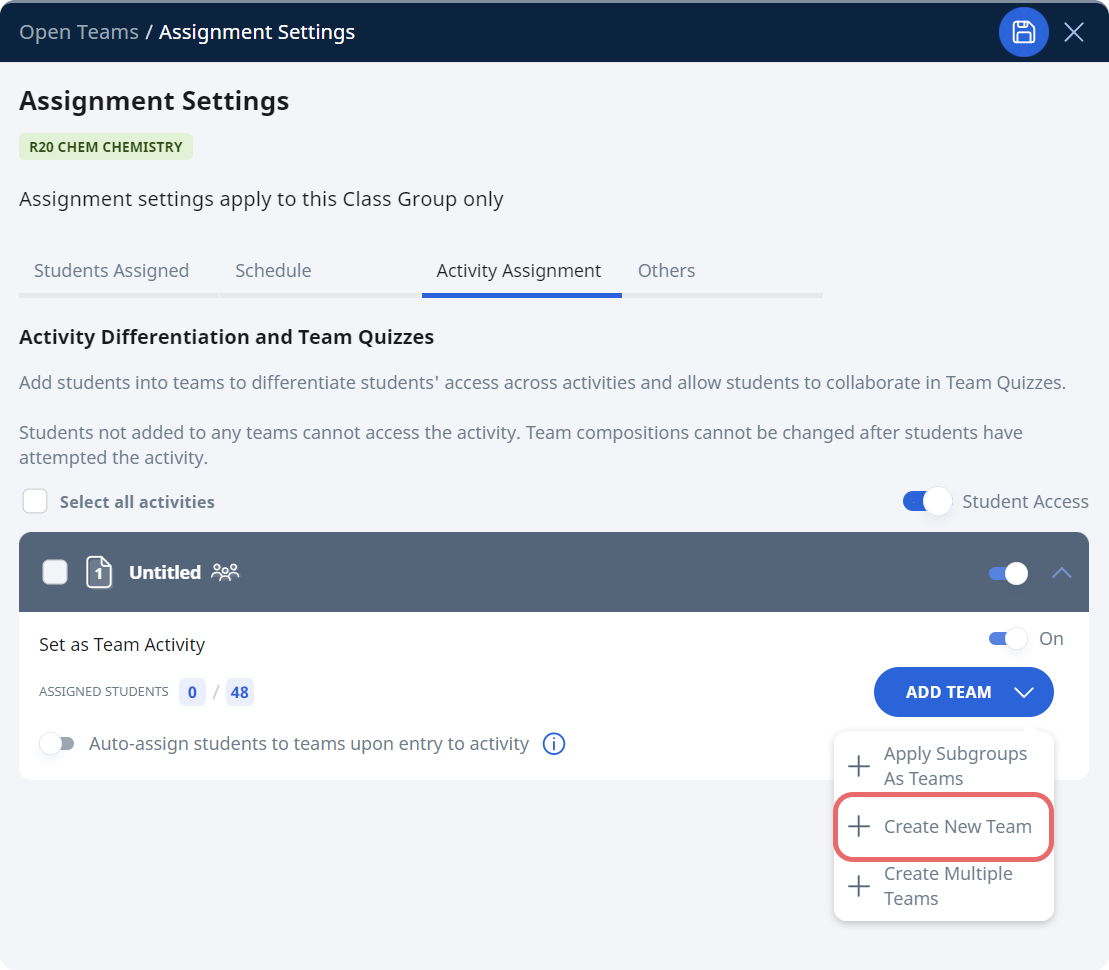 Open Teams / Assignment Settings
Assignment Settings
R20 CHEM CHEMISTRY
Assignment settings apply to this Class Group only
Students Assigned Schedule Activity Assignment Others
Activity Differentiation and Team Quizzes
Add students into teams to differentiate students' access across activities and allow students to collaborate in Team Quizzes.
Students not added to any teams cannot access the activity. Team compositions cannot be changed after students have
attempted the activity.
Select all activities Student Access
1 Untitled
Set as Team Activity On
ASSIGNED STUDENTS 0 / 48 ADD TEAM
Auto-assign students to teams upon entry to activity i
Apply Subgroups
As Teams
Create New Team
Create Multiple
Teams